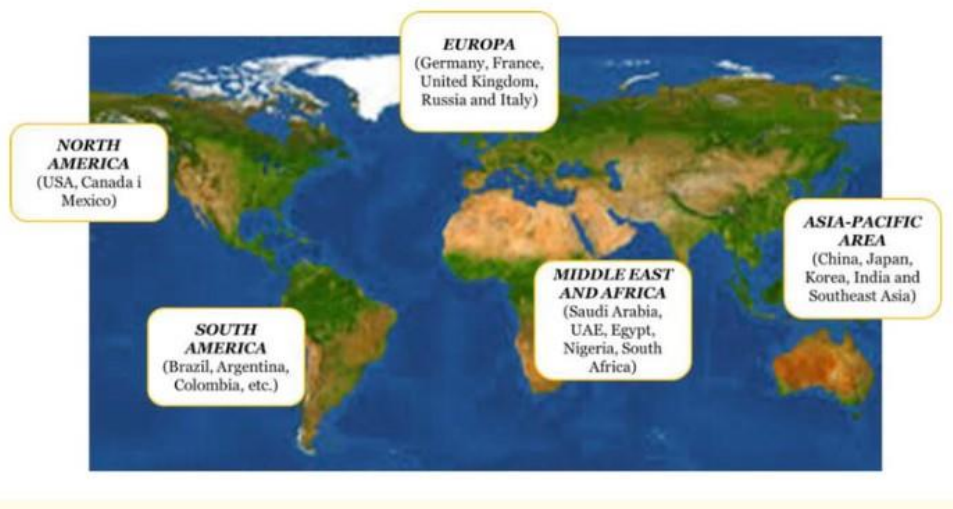 EUROPA
(Germany, France,
United Kingdom,
Russia and Italy)
NORTH
AMERICA
(USA, Canada i
Mexico)
ASIA-PACIFIC
AREA
(China, Japan,
Korea, India and
Southeast Asia)
MIDDLE EAST
AND AFRICA
(Saudi Arabia,
UAE, Egypt,
Nigeria, South
Africa)
SOUTH
AMERICA
(Brazil, Argentina,
Colombia, etc.)